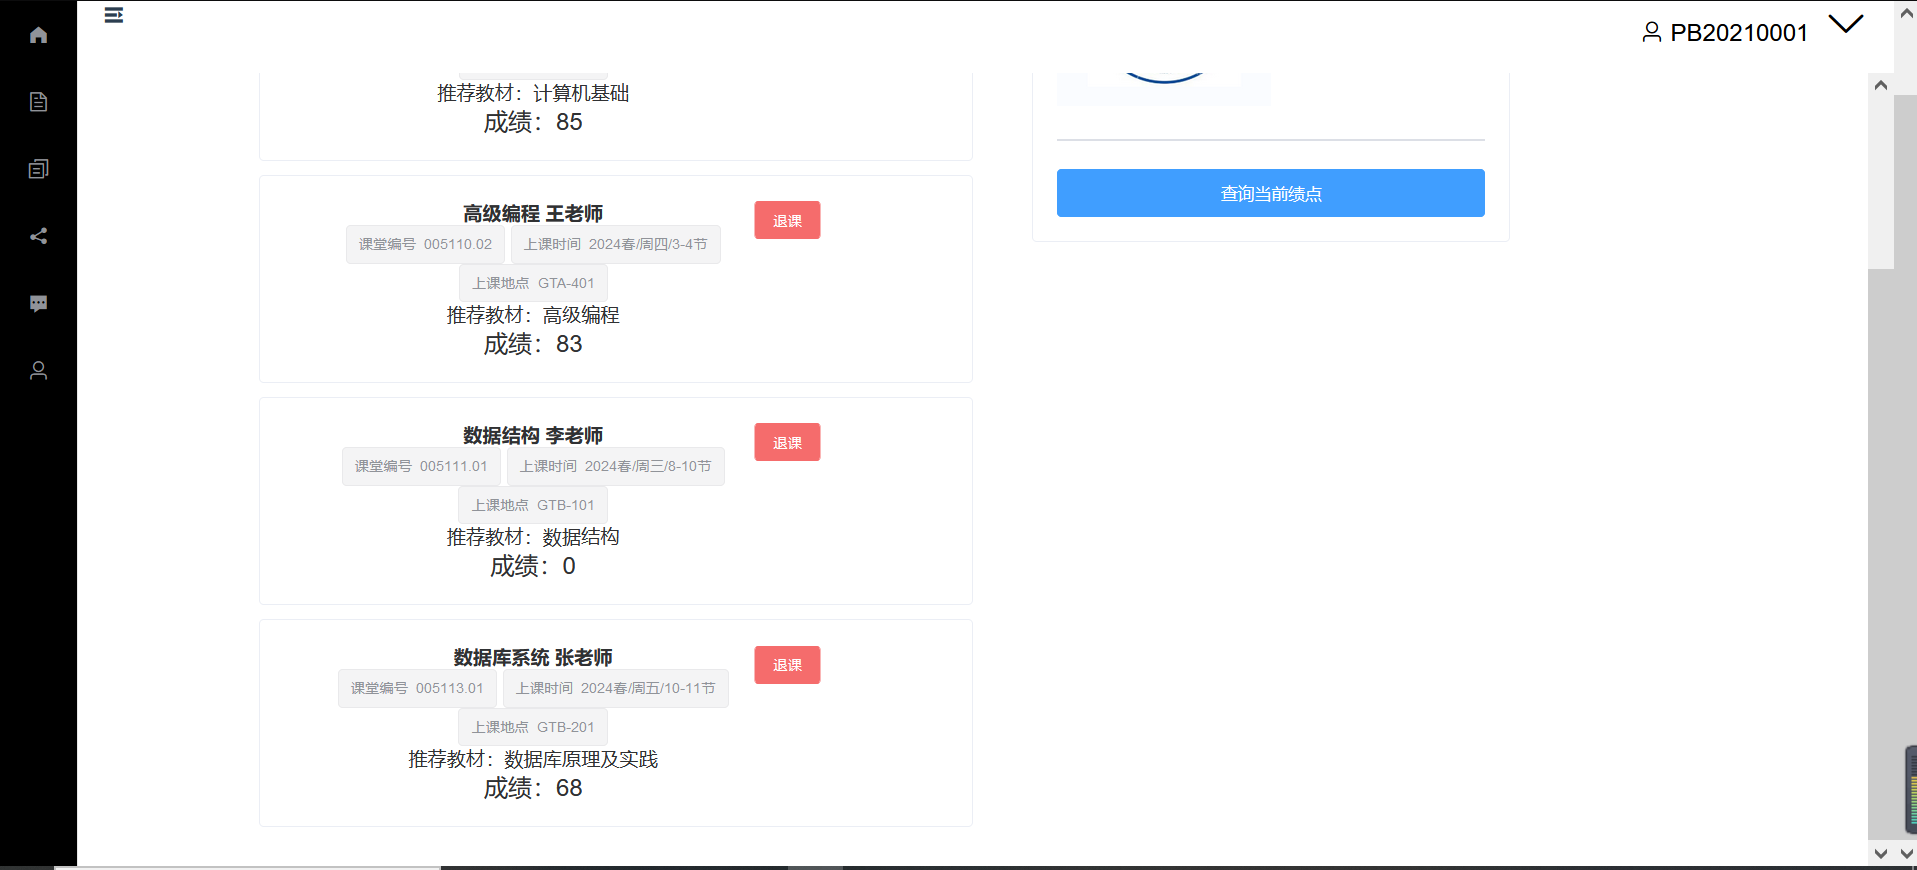 PB20210001
推荐教材：计算机基础
成绩：85
查询当前绩点
高级编程 王老师
退课
课堂编号 005110.02
上课时间 2024春/周四/3-4节
上课地点 GTA-401
推荐教材：高级编程
成绩：83
数据结构 李老师
退课
课堂编号 005111.01
上课时间 2024春/周三/8-10节
上课地点 GTB-101
推荐教材：数据结构
成绩：0
数据库系统 张老师
退课
课堂编号 005113.01
上课时间 2024春/周五/10-11节
上课地点 GTB-201
推荐教材：数据库原理及实践
成绩：68